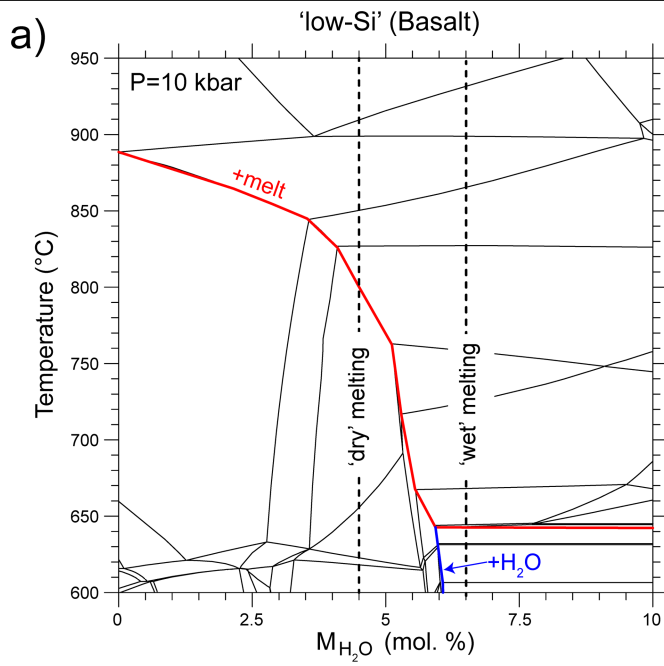 a)
'low-Si' (Basalt)
P=10 kbar
950
900
850
800
750
700
650
600
Temperature (°C)
+melt
'dry' melting
'wet' melting
+H₂O
0
2.5
5
7.5
10
M_H₂O (mol. %)